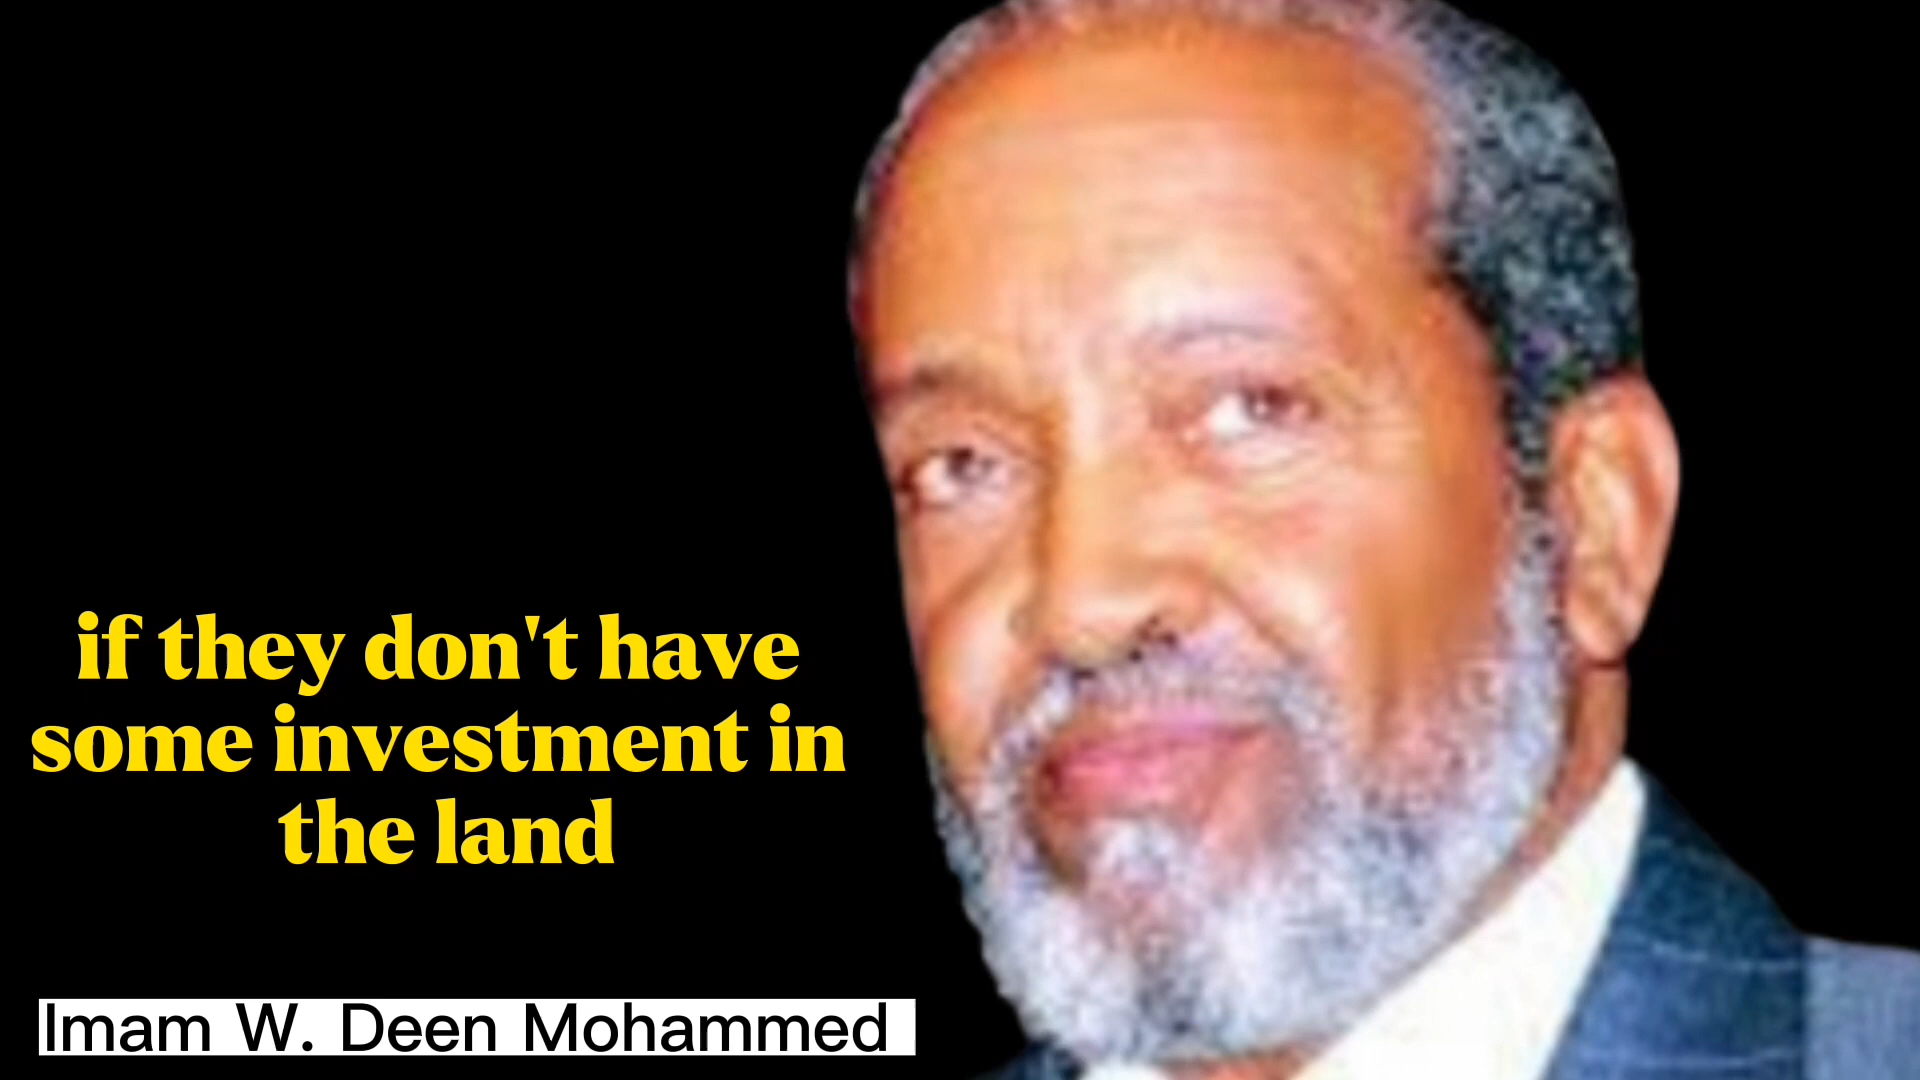 if they don't have
some investment in
the land
Imam W. Deen Mohammed